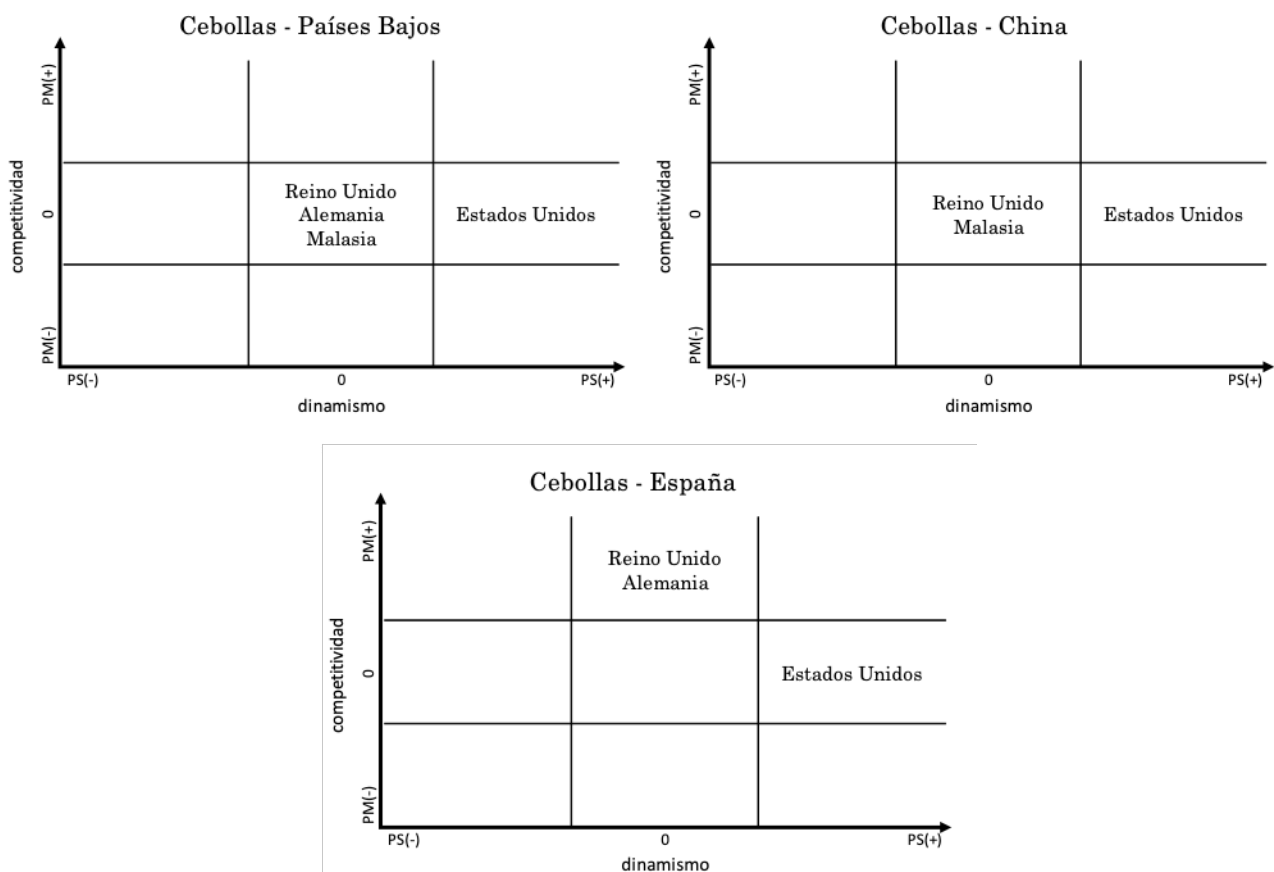 Cebollas - Países Bajos
PM(+)
competitividad
0
PM(-)
Reino Unido
Alemania
Malasia
Estados Unidos
PS(-)
0
PS(+)
dinamismo
Cebollas - China
PM(+)
competitividad
0
PM(-)
Reino Unido
Malasia
Estados Unidos
PS(-)
0
PS(+)
dinamismo
Cebollas - España
PM(+)
Reino Unido
Alemania
competitividad
0
Estados Unidos
PM(-)
PS(-)
0
PS(+)
dinamismo